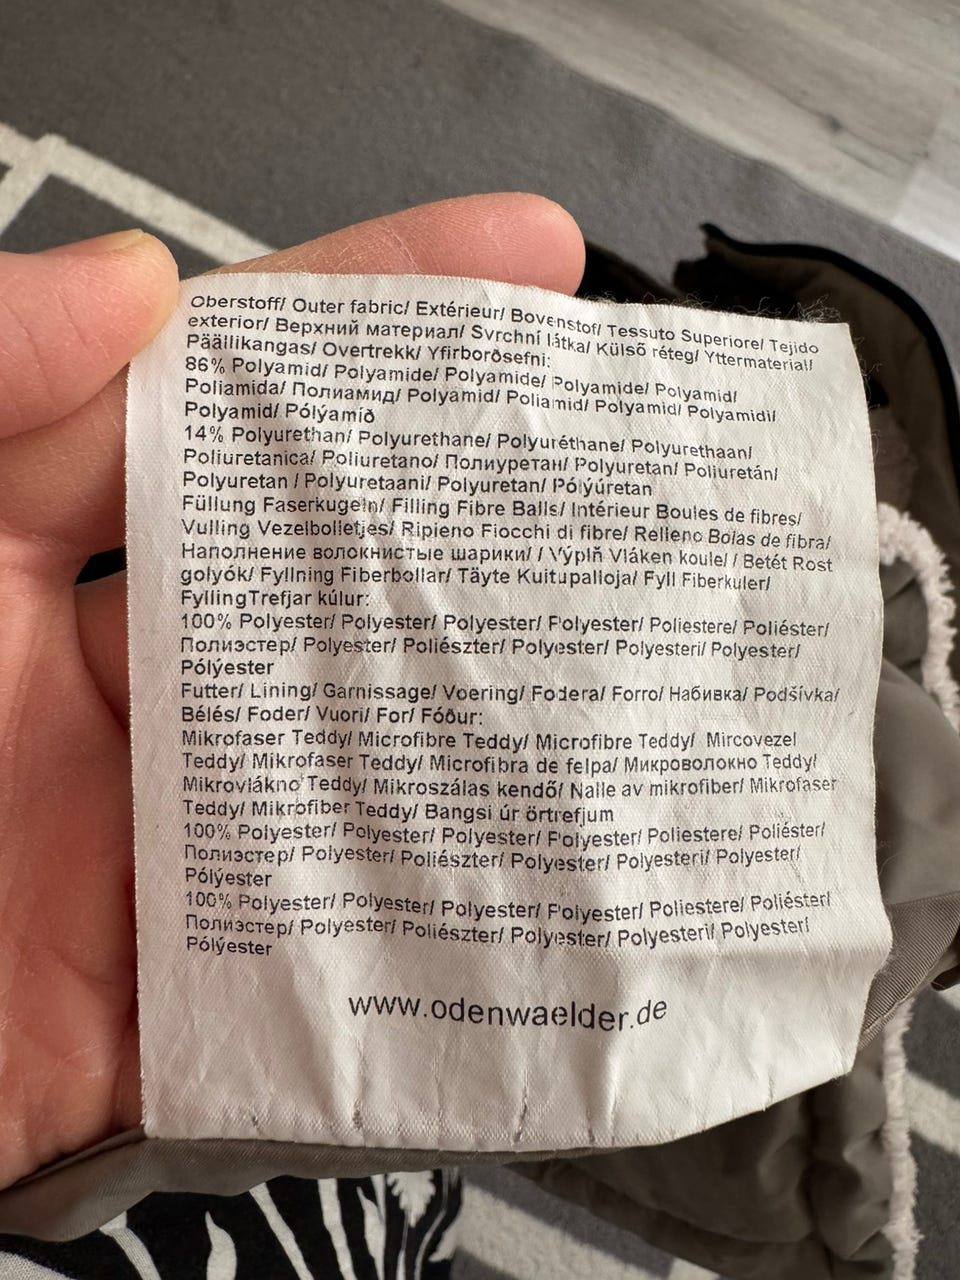 Oberstoff/ Outer fabric/ Extérieur/ Bovenstof/ Tessuto Superiore/ Tejido
exterior/ Верхний материал/ Svrchní látka/ Külső réteg/ Yttermaterial/
Päällikangas/ Overtrekk/ Yfirborðsefni:
86% Polyamid/ Polyamide/ Polyamide/ Polyamide/ Polyamid/
Poliamida/ Полиамид/ Polyamid/ Poliamid/ Polyamid/ Polyamidi/
Polyamid/ Pólýamíð
14% Polyurethan/ Polyurethane/ Polyuréthane/ Polyurethaan/
Poliuretanica/ Poliuretano/ Полиуретан/ Polyuretan/ Poliuretán/
Polyuretan / Polyuretaani/ Polyuretan/ Pólýúretan
Füllung Faserkugeln/ Filling Fibre Balls/ Intérieur Boules de fibres/
Vulling Vezelbolletjes/ Ripieno Fiocchi di fibre/ Relleno Bolas de fibra/
Наполнение волокнистые шарики/ / Výplň Vláken koule/ / Betét Rost
golyók/ Fyllning Fiberbollar/ Täyte Kuitupalloja/ Fyll Fiberkuler/
FyllingTrefjar kúlur:
100% Polyester/ Polyester/ Polyester/ Polyester/ Poliestere/ Poliéster/
Полиэстер/ Polyester/ Poliészter/ Polyester/ Polyesteri/ Polyester/
Pólýester
Futter/ Lining/ Garnissage/ Voering/ Fodera/ Forro/ Набивка/ Podšívka/
Bélés/ Foder/ Vuori/ For/ Fóður:
Mikrofaser Teddy/ Microfibre Teddy/ Microfibre Teddy/ Mircovezel
Teddy/ Mikrofaser Teddy/ Microfibra de felpa/ Микроволокно Teddy/
Mikrovlákno Teddy/ Mikroszálas kendő/ Nalle av mikrofiber/ Mikrofaser
Teddy/ Mikrofiber Teddy/ Bangsi úr örtrefjum
100% Polyester/ Polyester/ Polyester/ Polyester/ Poliestere/ Poliéster/
Полиэстер/ Polyester/ Poliészter/ Polyester/ Polyesteri/ Polyester/
Pólýester
100% Polyester/ Polyester/ Polyester/ Polyester/ Poliestere/ Poliéster/
Полиэстер/ Polyester/ Poliészter/ Polyester/ Polyesteri/ Polyester/
Pólýester
www.odenwaelder.de